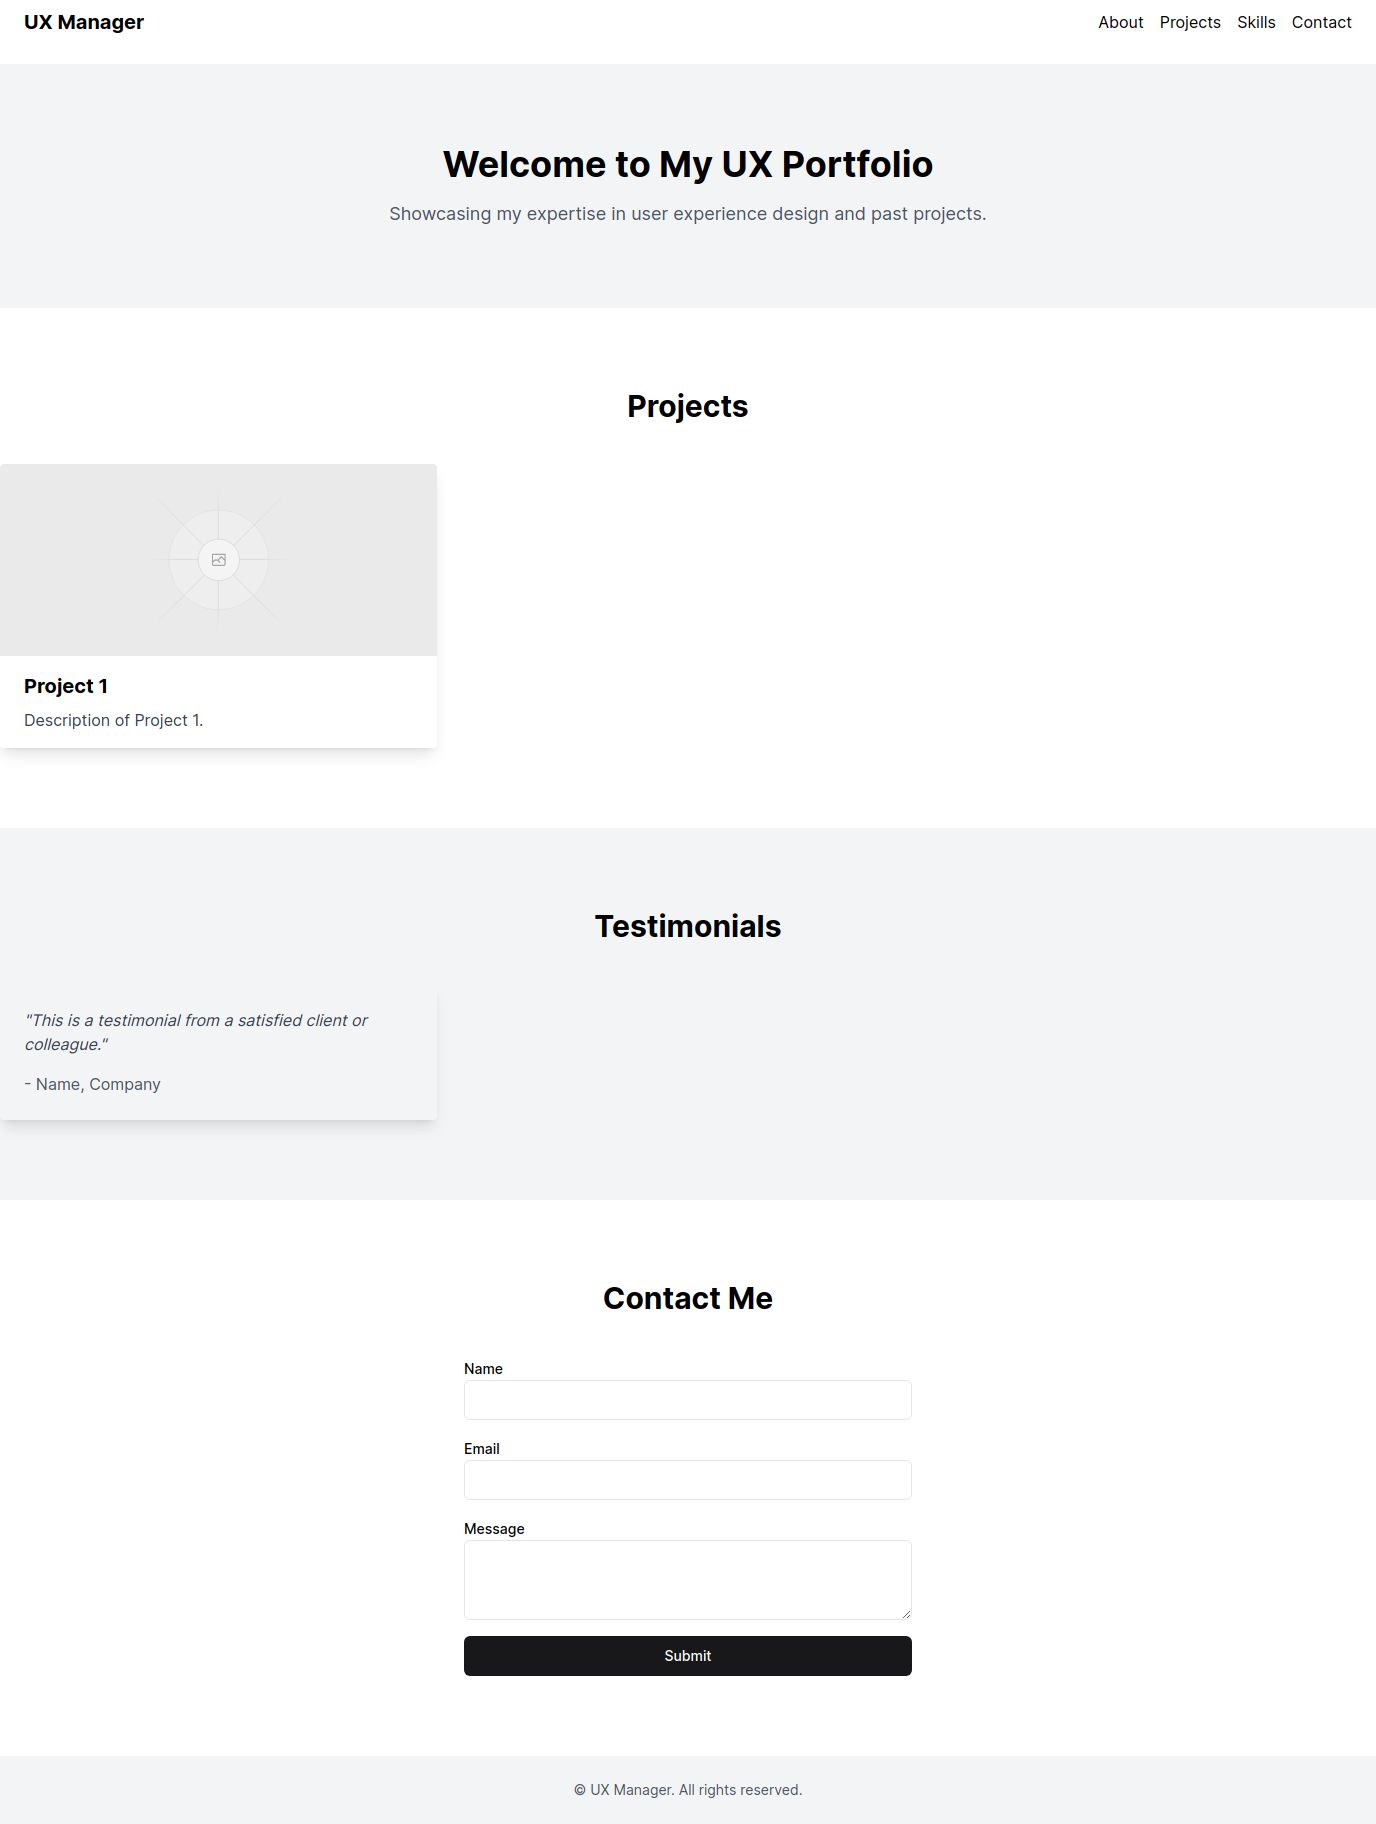 UX Manager
About Projects Skills Contact
Welcome to My UX Portfolio
Showcasing my expertise in user experience design and past projects.
Projects
Project 1
Description of Project 1.
Testimonials
"This is a testimonial from a satisfied client or
colleague."
- Name, Company
Contact Me
Name
Email
Message
Submit
© UX Manager. All rights reserved.